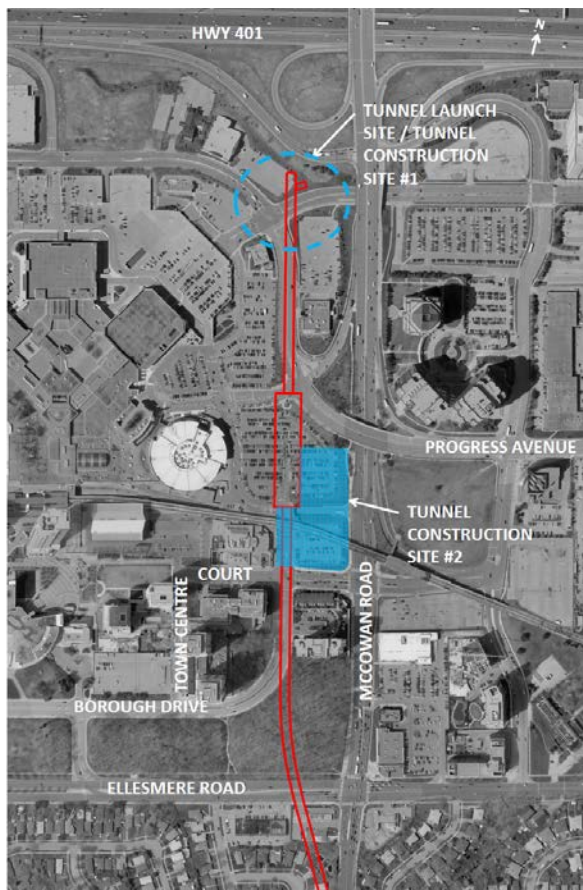 HWY 401
N
TUNNEL LAUNCH
SITE / TUNNEL
CONSTRUCTION
SITE #1
PROGRESS AVENUE
TUNNEL
CONSTRUCTION
SITE #2
COURT
TOWN CENTRE
MCCOWAN ROAD
BOROUGH DRIVE
ELLESMERE ROAD